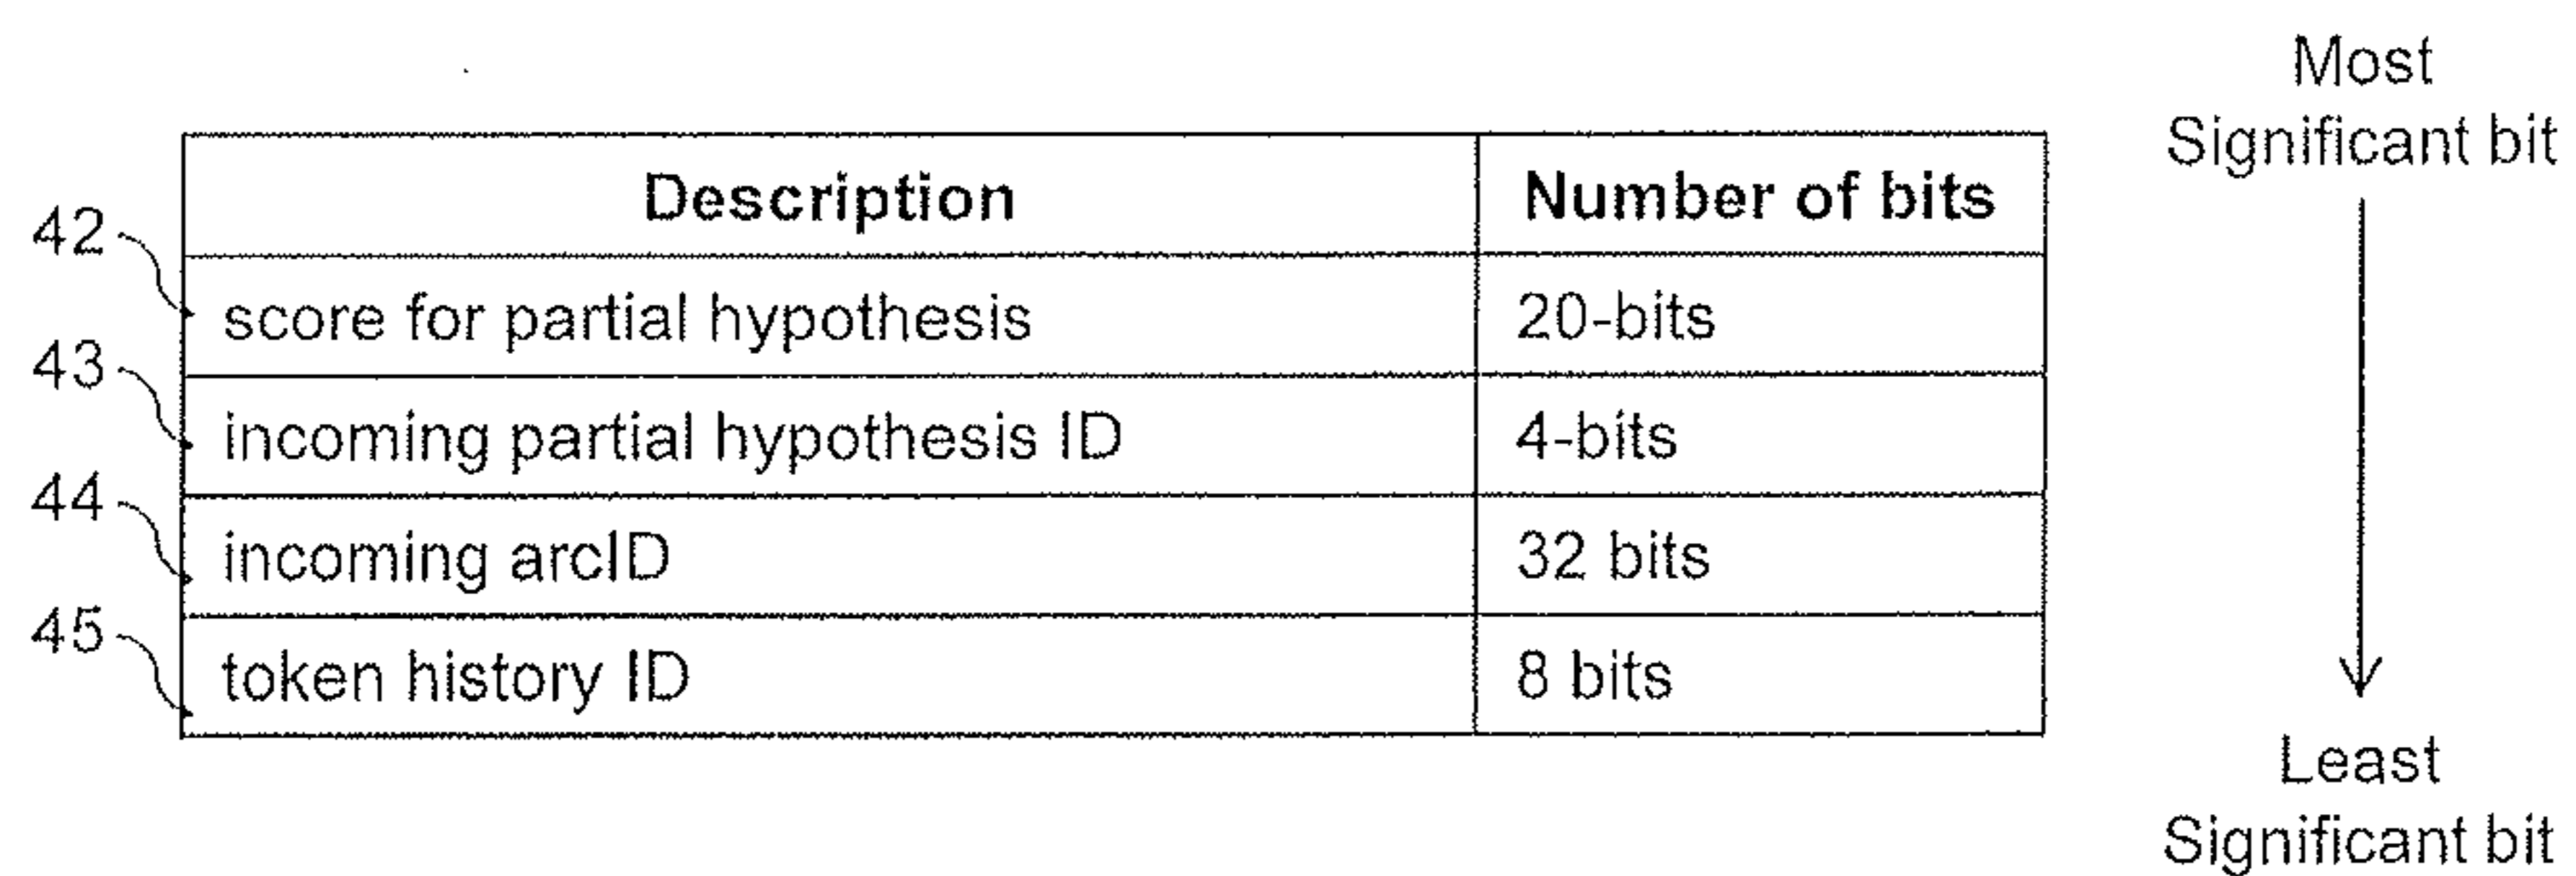 Most
Significant bit
Description Number of bits
42
score for partial hypothesis 20-bits
43
incoming partial hypothesis ID 4-bits
44
incoming arcID 32 bits
45
token history ID 8 bits
Least
Significant bit